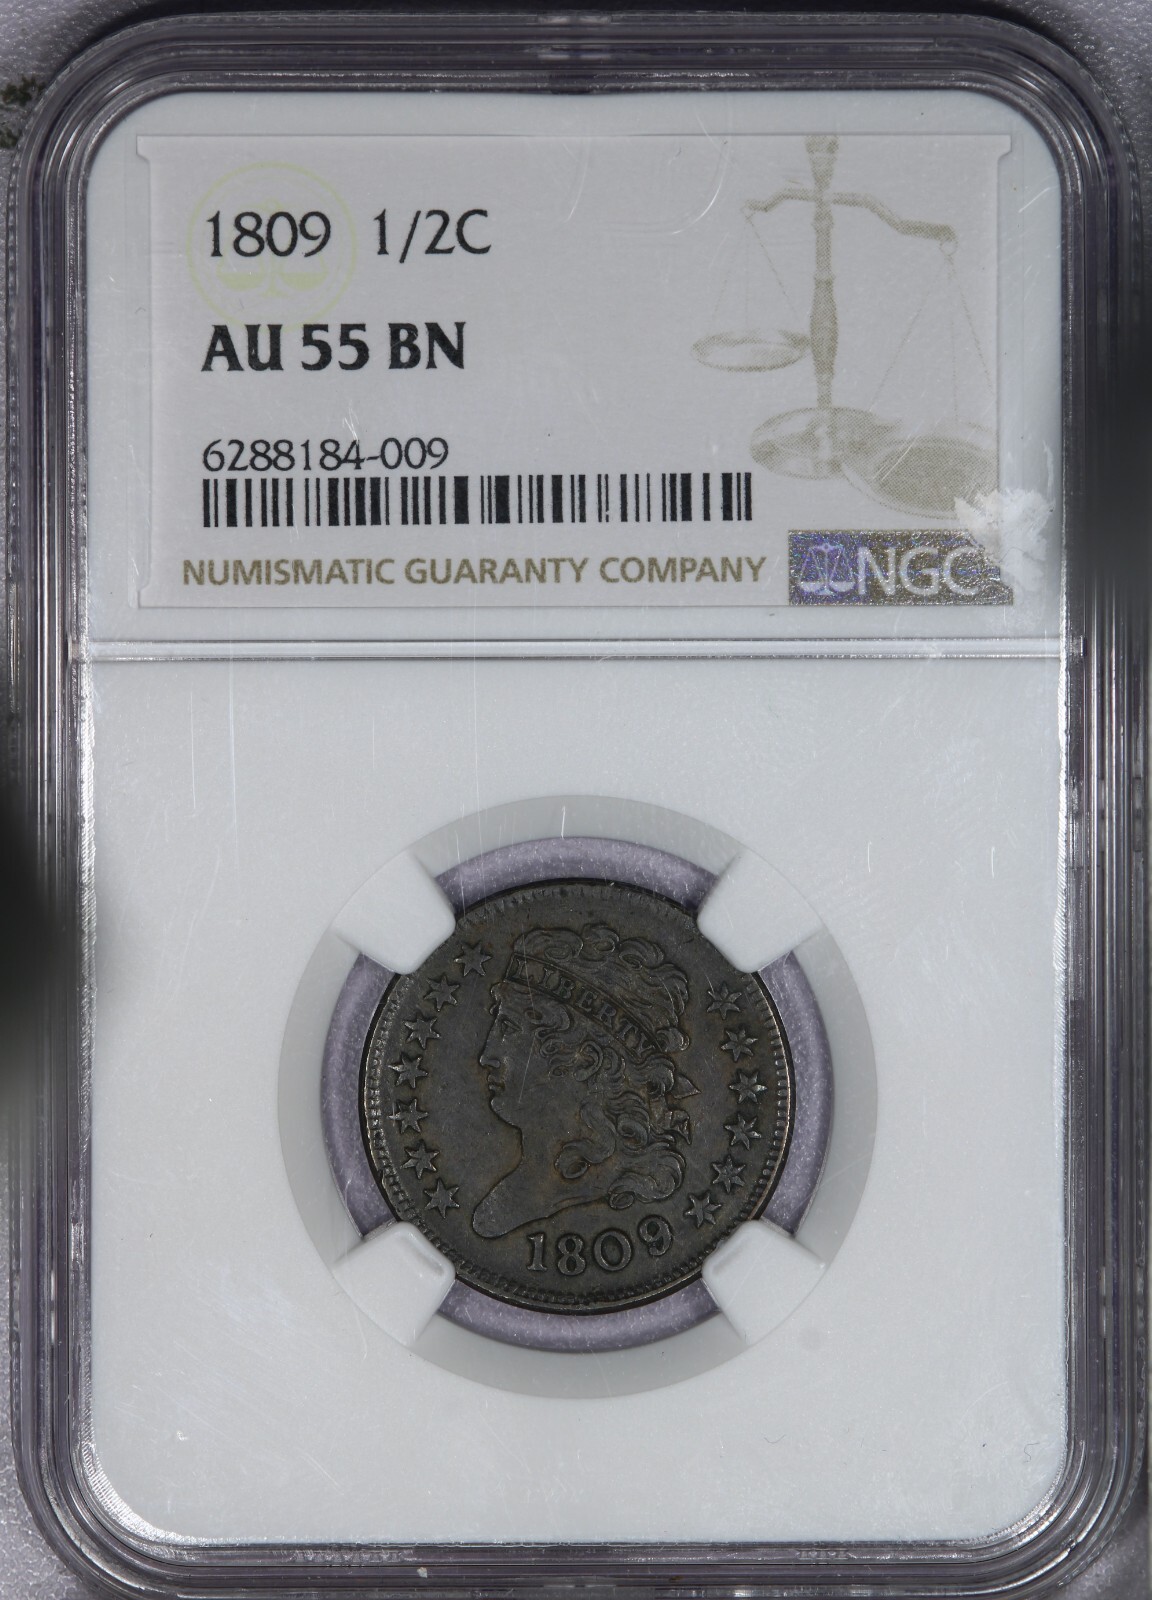 1809 1/2C
AU 55 BN
6288184-009
NUMISMATIC GUARANTY COMPANY
NGC
LIBERTY
1809